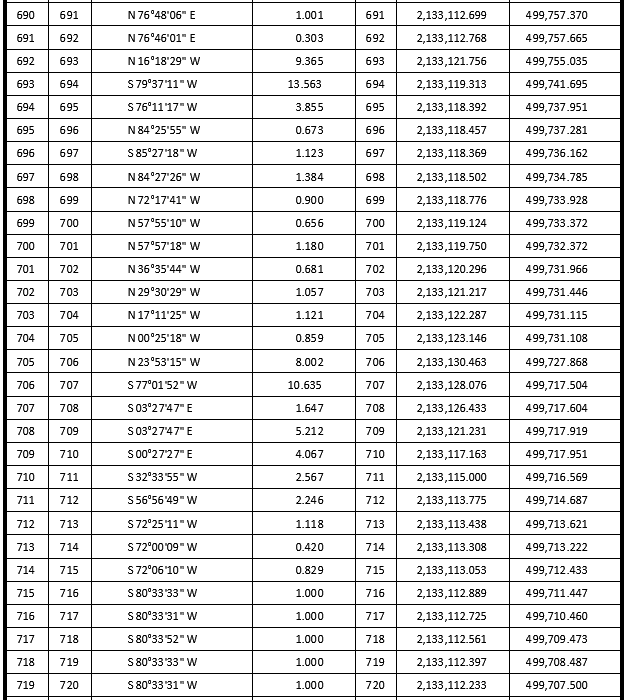 690 691 N 76°48'06" E 1.001 691 2,133,112.699 499,757.370
691 692 N 76°46'01" E 0.303 692 2,133,112.768 499,757.665
692 693 N 16°18'29" W 9.365 693 2,133,121.756 499,755.035
693 694 S 79°37'11" W 13.563 694 2,133,119.313 499,741.695
694 695 S 76°11'17" W 3.855 695 2,133,118.392 499,737.951
695 696 N 84°25'55" W 0.673 696 2,133,118.457 499,737.281
696 697 S 85°27'18" W 1.123 697 2,133,118.369 499,736.162
697 698 N 84°27'26" W 1.384 698 2,133,118.502 499,734.785
698 699 N 72°17'41" W 0.900 699 2,133,118.776 499,733.928
699 700 N 57°55'10" W 0.656 700 2,133,119.124 499,733.372
700 701 N 57°57'18" W 1.180 701 2,133,119.750 499,732.372
701 702 N 36°35'44" W 0.681 702 2,133,120.296 499,731.966
702 703 N 29°30'29" W 1.057 703 2,133,121.217 499,731.446
703 704 N 17°11'25" W 1.121 704 2,133,122.287 499,731.115
704 705 N 00°25'18" W 0.859 705 2,133,123.146 499,731.108
705 706 N 23°53'15" W 8.002 706 2,133,130.463 499,727.868
706 707 S 77°01'52" W 10.635 707 2,133,128.076 499,717.504
707 708 S 03°27'47" E 1.647 708 2,133,126.433 499,717.604
708 709 S 03°27'47" E 5.212 709 2,133,121.231 499,717.919
709 710 S 00°27'27" E 4.067 710 2,133,117.163 499,717.951
710 711 S 32°33'55" W 2.567 711 2,133,115.000 499,716.569
711 712 S 56°56'49" W 2.246 712 2,133,113.775 499,714.687
712 713 S 72°25'11" W 1.118 713 2,133,113.438 499,713.621
713 714 S 72°00'09" W 0.420 714 2,133,113.308 499,713.222
714 715 S 72°06'10" W 0.829 715 2,133,113.053 499,712.433
715 716 S 80°33'33" W 1.000 716 2,133,112.889 499,711.447
716 717 S 80°33'31" W 1.000 717 2,133,112.725 499,710.460
717 718 S 80°33'52" W 1.000 718 2,133,112.561 499,709.473
718 719 S 80°33'33" W 1.000 719 2,133,112.397 499,708.487
719 720 S 80°33'31" W 1.000 720 2,133,112.233 499,707.500